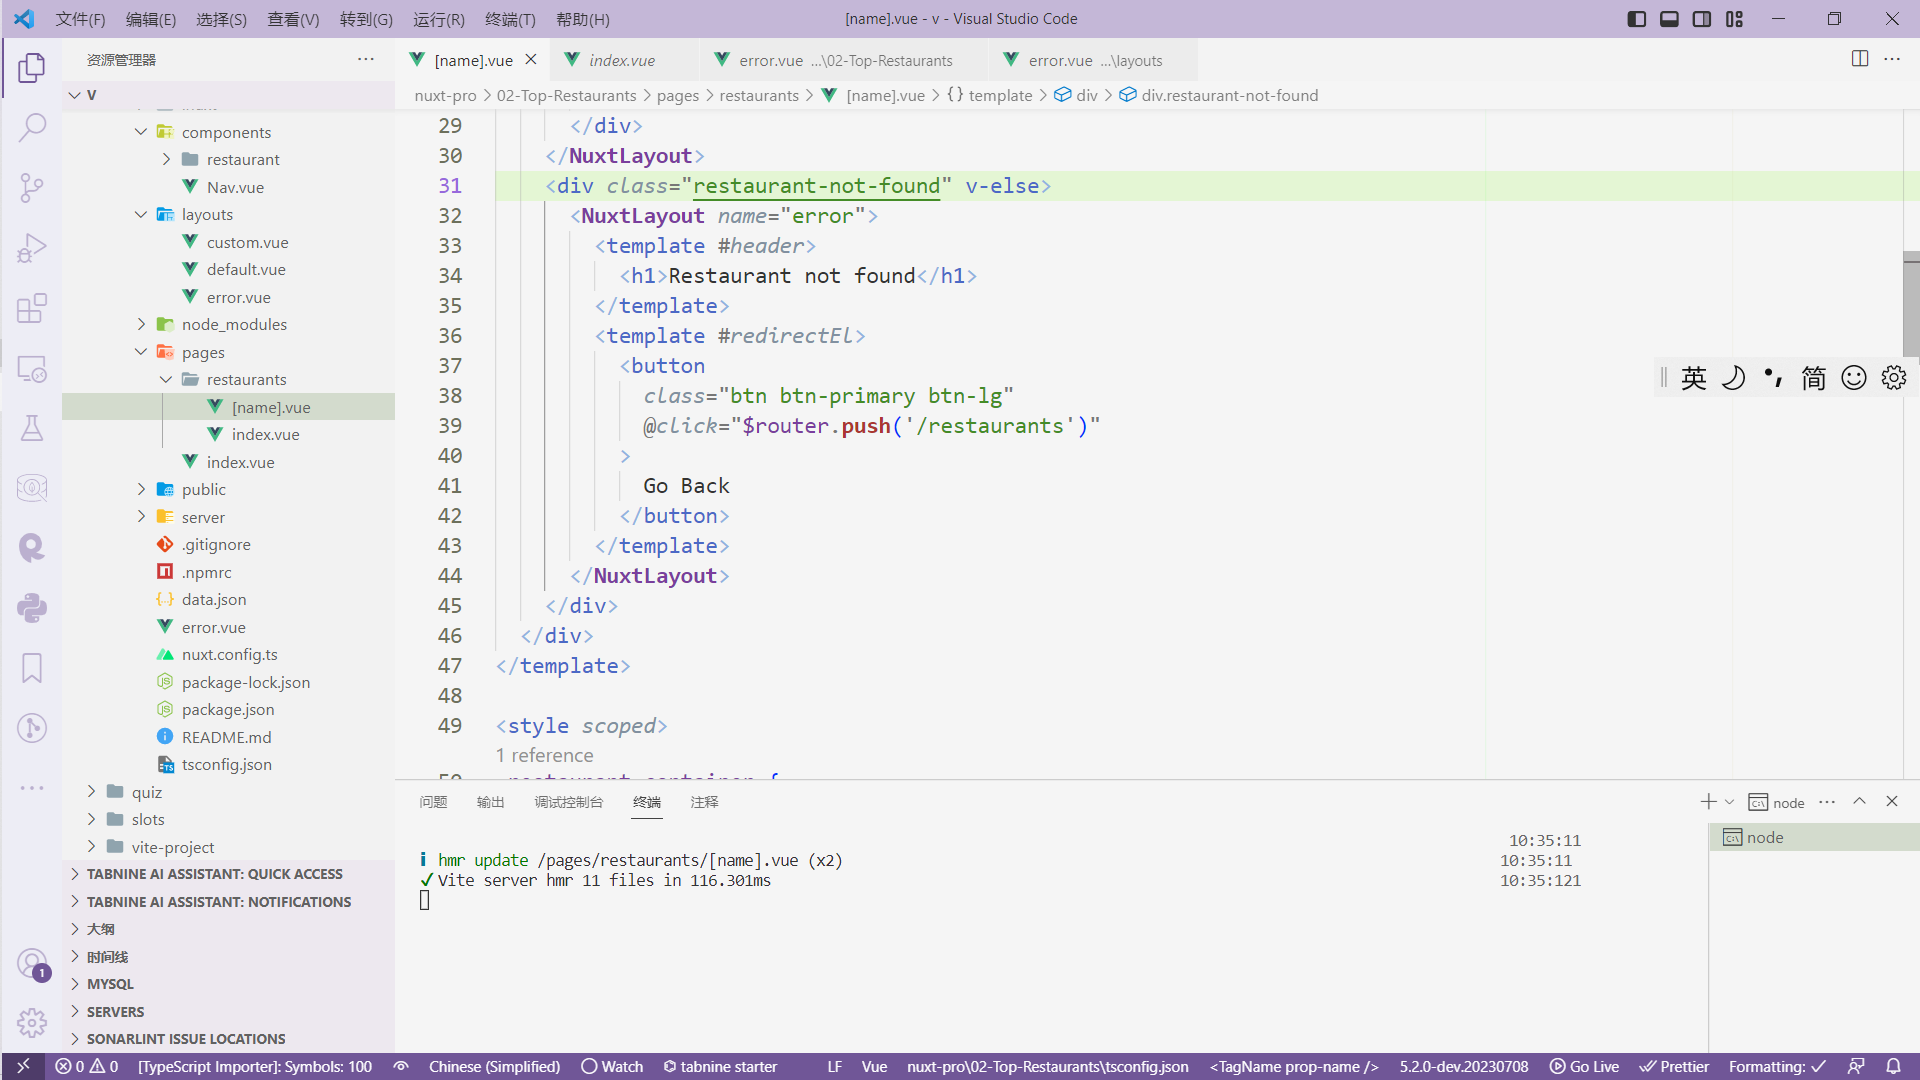 文件(F) 编辑(E) 选择(S) 查看(V) 转到(G) 运行(R) 终端(T) 帮助(H) [name].vue - v - Visual Studio Code
资源管理器
[name].vue index.vue error.vue ...\02-Top-Restaurants error.vue ...\layouts
V
nuxt-pro 02-Top-Restaurants pages restaurants [name].vue {} template div div.restaurant-not-found
components
restaurant
Nav.vue
layouts
custom.vue
default.vue
error.vue
node_modules
pages
restaurants
[name].vue
index.vue
index.vue
public
server
.gitignore
.npmrc
data.json
error.vue
nuxt.config.ts
package-lock.json
package.json
README.md
tsconfig.json
quiz
slots
vite-project
TABNINE AI ASSISTANT: QUICK ACCESS
TABNINE AI ASSISTANT: NOTIFICATIONS
大纲
时间线
MYSQL
SERVERS
SONARLINT ISSUE LOCATIONS
1
29 </div>
30 </NuxtLayout>
31 <div class="restaurant-not-found" v-else>
32 <NuxtLayout name="error">
33 <template #header>
34 <h1>Restaurant not found</h1>
35 </template>
36 <template #redirectEl>
37 <button
38 class="btn btn-primary btn-lg"
39 @click="$router.push('/restaurants')"
40 >
41 Go Back
42 </button>
43 </template>
44 </NuxtLayout>
45 </div>
46 </div>
47 </template>
48
49 <style scoped>
1 reference
50 .restaurant-container {
英 简
问题 输出 调试控制台 终端 注释
node
node
10:35:11
i hmr update /pages/restaurants/[name].vue (x2) 10:35:11
✓ Vite server hmr 11 files in 116.301ms 10:35:121
0 0 [TypeScript Importer]: Symbols: 100 Chinese (Simplified) Watch tabnine starter LF Vue nuxt-pro\02-Top-Restaurants\tsconfig.json <TagName prop-name /> 5.2.0-dev.20230708 Go Live Prettier Formatting: ✓